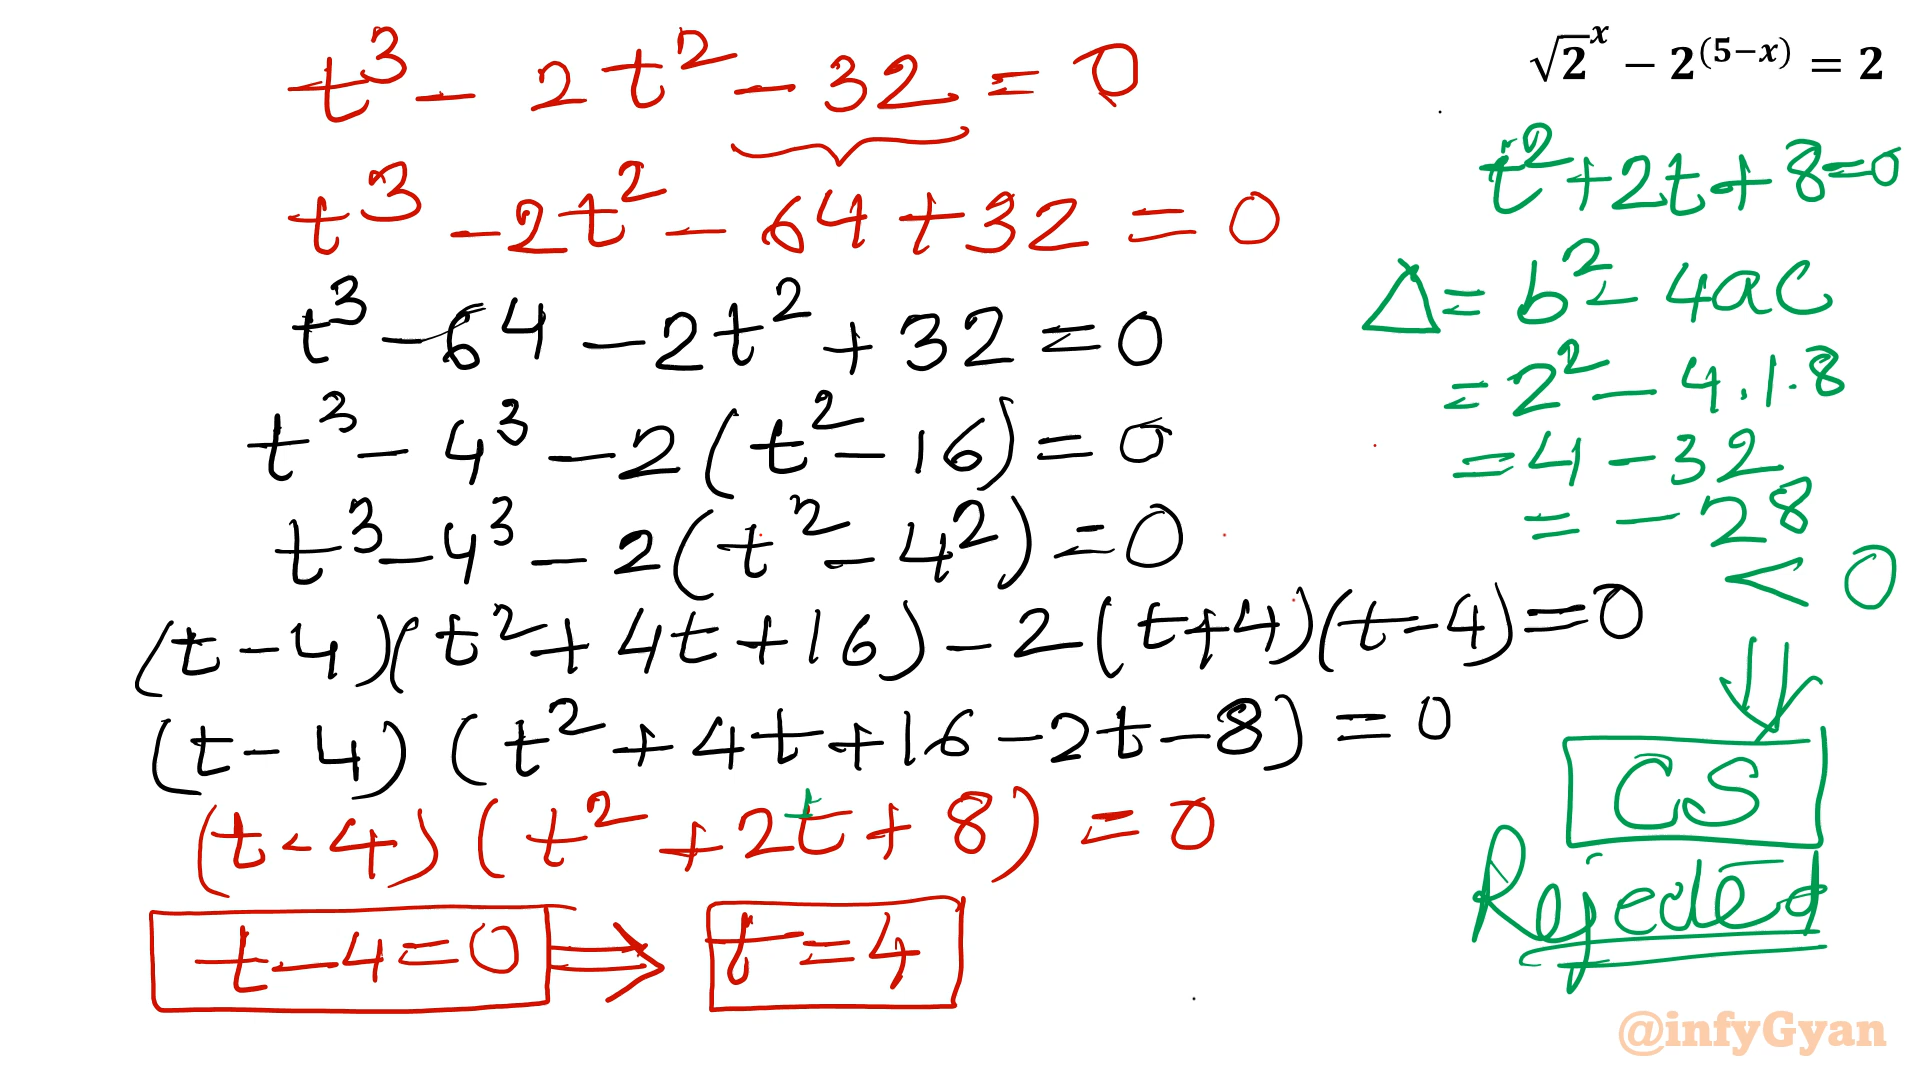 t³ - 2t² - 32 = 0
t³ - 2t² - 64 + 32 = 0
t³ - 64 - 2t² + 32 = 0
t³ - 4³ - 2(t² - 16) = 0
t³ - 4³ - 2(t² - 4²) = 0
(t - 4)(t² + 4t + 16) - 2(t+4)(t-4) = 0
(t - 4)(t² + 4t + 16 - 2t - 8) = 0
(t - 4)(t² + 2t + 8) = 0
t - 4 = 0 ⇒ t = 4
√2ˣ − 2⁽⁵⁻ˣ⁾ = 2
t² + 2t + 8 = 0
Δ = b² - 4ac
= 2² - 4.1.8
= 4 - 32
= - 28
< 0
⇓
CS
Rejected
@infyGyan